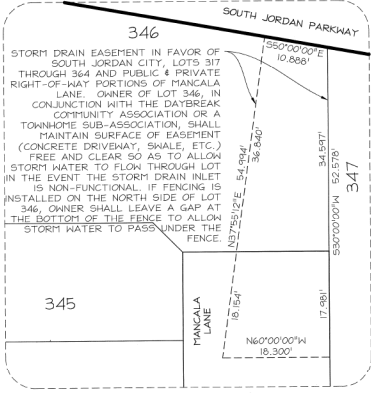 SOUTH JORDAN PARKWAY
346
S50°00'00"E
10.888'
STORM DRAIN EASEMENT IN FAVOR OF
SOUTH JORDAN CITY, LOTS 317
THROUGH 364 AND PUBLIC & PRIVATE
RIGHT-OF-WAY PORTIONS OF MANCALA
LANE. OWNER OF LOT 346, IN
CONJUNCTION WITH THE DAYBREAK
COMMUNITY ASSOCIATION OR A
TOWNHOME SUB-ASSOCIATION, SHALL
MAINTAIN SURFACE OF EASEMENT
(CONCRETE DRIVEWAY, SWALE, ETC.)
FREE AND CLEAR SO AS TO ALLOW
STORM WATER TO FLOW THROUGH LOT
IN THE EVENT THE STORM DRAIN INLET
IS NON-FUNCTIONAL. IF FENCING IS
INSTALLED ON THE NORTH SIDE OF LOT
346, OWNER SHALL LEAVE A GAP AT
THE BOTTOM OF THE FENCE TO ALLOW
STORM WATER TO PASS UNDER THE
FENCE.
N37°55'12"E 54.994'
36.840'
18.154'
34.597'
S30°00'00"W 52.578'
17.981'
347
345
MANCALA
LANE
N60°00'00"W
18.300'